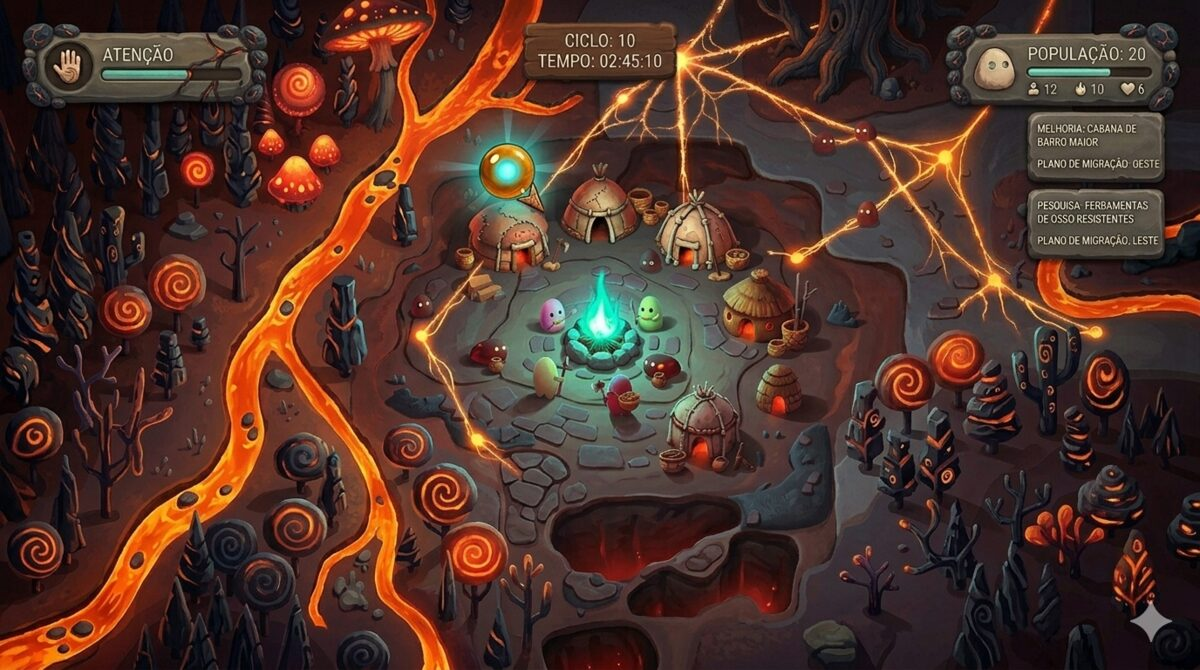 ATENÇÃO
CICLO: 10
TEMPO: 02:45:10
POPULAÇÃO: 20
12 10 6
MELHORIA: CABANA DE
BARRO MAIOR
PLANO DE MIGRAÇÃO: GESTE
PESQUISA: FERBAMENTAS
DE OSSO RESISTENTES
PLANO DE MIGRAÇÃO. LESTE